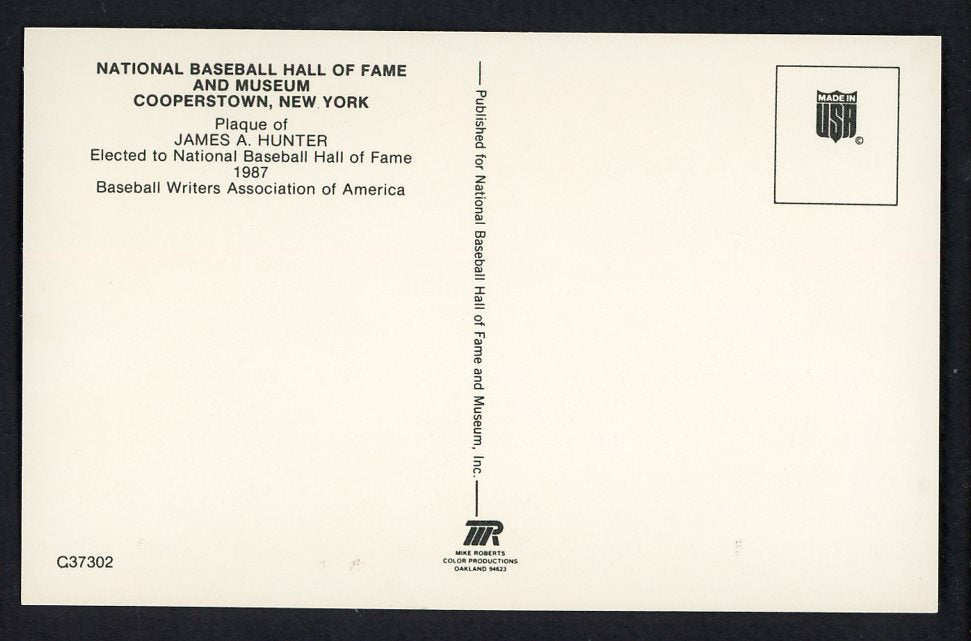 NATIONAL BASEBALL HALL OF FAME
AND MUSEUM
COOPERSTOWN, NEW YORK
Plaque of
JAMES A. HUNTER
Elected to National Baseball Hall of Fame
1987
Baseball Writers Association of America
Published for National Baseball Hall of Fame and Museum, Inc.
MADE IN
USA
©
C37302
MR
MIKE ROBERTS
COLOR PRODUCTIONS
OAKLAND 94623